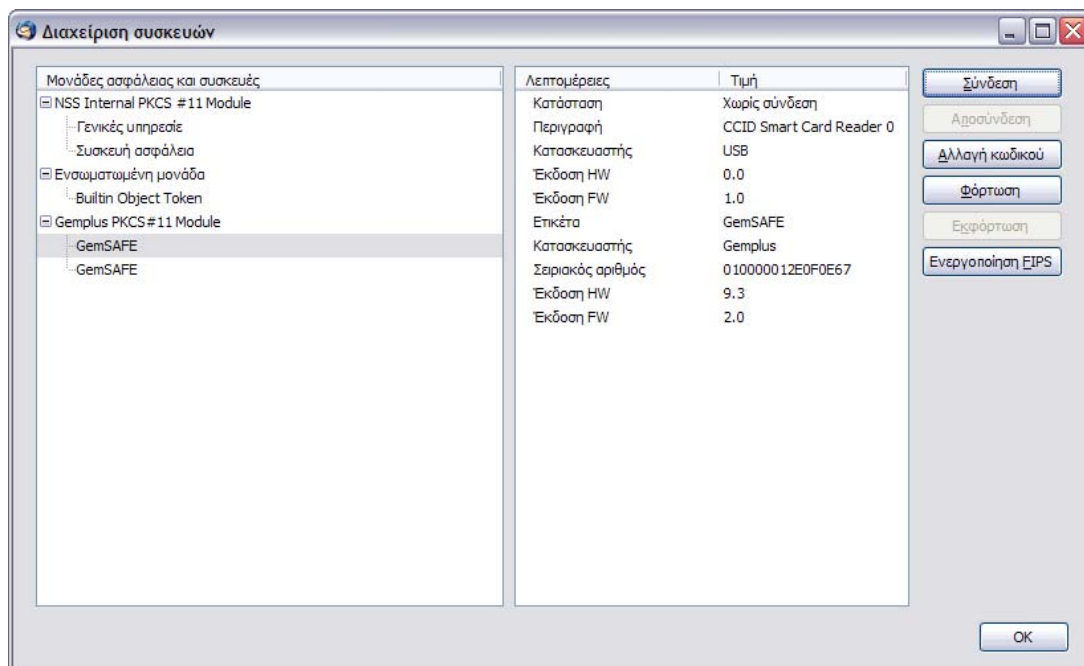 Διαχείριση συσκευών
Μονάδες ασφάλειας και συσκευές
NSS Internal PKCS #11 Module
Γενικές υπηρεσίε
Συσκευή ασφάλεια
Ενσωματωμένη μονάδα
Builtin Object Token
Gemplus PKCS#11 Module
GemSAFE
GemSAFE
Λεπτομέρειες Τιμή
Κατάσταση Χωρίς σύνδεση
Περιγραφή CCID Smart Card Reader 0
Κατασκευαστής USB
Έκδοση HW 0.0
Έκδοση FW 1.0
Ετικέτα GemSAFE
Κατασκευαστής Gemplus
Σειριακός αριθμός 010000012E0F0E67
Έκδοση HW 9.3
Έκδοση FW 2.0
Σύνδεση
Αποσύνδεση
Αλλαγή κωδικού
Φόρτωση
Εκφόρτωση
Ενεργοποίηση FIPS
OK